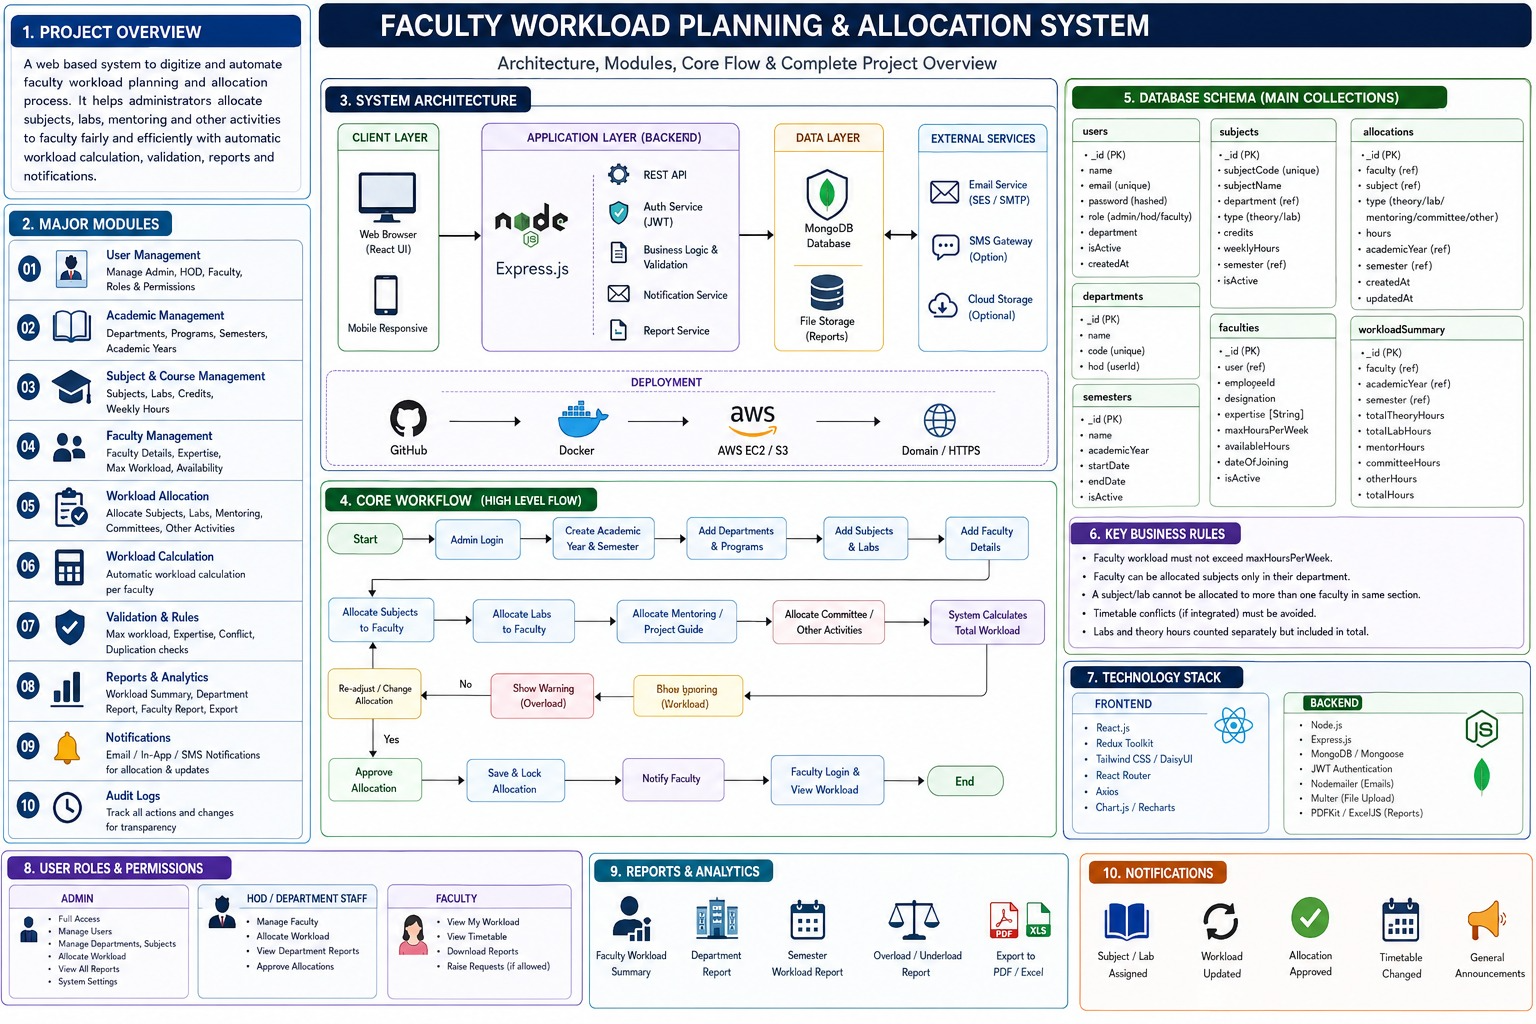 FACULTY WORKLOAD PLANNING & ALLOCATION SYSTEM
Architecture, Modules, Core Flow & Complete Project Overview
1. PROJECT OVERVIEW
A web based system to digitize and automate
faculty workload planning and allocation
process. It helps administrators allocate
subjects, labs, mentoring and other activities
to faculty fairly and efficiently with automatic
workload calculation, validation, reports and
notifications.
2. MAJOR MODULES
01
User Management
Manage Admin, HOD, Faculty,
Roles & Permissions
02
Academic Management
Departments, Programs, Semesters,
Academic Years
03
Subject & Course Management
Subjects, Labs, Credits,
Weekly Hours
04
Faculty Management
Faculty Details, Expertise,
Max Workload, Availability
05
Workload Allocation
Allocate Subjects, Labs, Mentoring,
Committees, Other Activities
06
Workload Calculation
Automatic workload calculation
per faculty
07
Validation & Rules
Max workload, Expertise, Conflict,
Duplication checks
08
Reports & Analytics
Workload Summary, Department
Report, Faculty Report, Export
09
Notifications
Email / In-App / SMS Notifications
for allocation & updates
10
Audit Logs
Track all actions and changes
for transparency
3. SYSTEM ARCHITECTURE
CLIENT LAYER
Web Browser
(React UI)
Mobile Responsive
APPLICATION LAYER (BACKEND)
node
JS
Express.js
REST API
Auth Service
(JWT)
Business Logic &
Validation
Notification Service
Report Service
DATA LAYER
MongoDB
Database
File Storage
(Reports)
EXTERNAL SERVICES
Email Service
(SES / SMTP)
SMS Gateway
(Option)
Cloud Storage
(Optional)
DEPLOYMENT
GitHub
Docker
aws
AWS EC2 / S3
Domain / HTTPS
4. CORE WORKFLOW (HIGH LEVEL FLOW)
Start
Admin Login
Create Academic
Year & Semester
Add Departments
& Programs
Add Subjects
& Labs
Add Faculty
Details
Allocate Subjects
to Faculty
Allocate Labs
to Faculty
Allocate Mentoring /
Project Guide
Allocate Committee /
Other Activities
System Calculates
Total Workload
Re-adjust / Change
Allocation
No
Show Warning
(Overload)
(Workload)
Yes
Approve
Allocation
Save & Lock
Allocation
Notify Faculty
Faculty Login &
View Workload
End
5. DATABASE SCHEMA (MAIN COLLECTIONS)
users
• _id (PK)
• name
• email (unique)
• password (hashed)
• role (admin/hod/faculty)
• department
• isActive
• createdAt
departments
• _id (PK)
• name
• code (unique)
• hod (userId)
semesters
• _id (PK)
• name
• academicYear
• startDate
• endDate
• isActive
subjects
• _id (PK)
• subjectCode (unique)
• subjectName
• department (ref)
• type (theory/lab)
• credits
• weeklyHours
• semester (ref)
• isActive
faculties
• _id (PK)
• user (ref)
• employeeId
• designation
• expertise [String]
• maxHoursPerWeek
• availableHours
• dateOfJoining
• isActive
allocations
• _id (PK)
• faculty (ref)
• subject (ref)
• type (theory/lab/
mentoring/committee/other)
• hours
• academicYear (ref)
• semester (ref)
• createdAt
• updatedAt
workloadSummary
• _id (PK)
• faculty (ref)
• academicYear (ref)
• semester (ref)
• totalTheoryHours
• totalLabHours
• mentorHours
• committeeHours
• otherHours
• totalHours
6. KEY BUSINESS RULES
• Faculty workload must not exceed maxHoursPerWeek.
• Faculty can be allocated subjects only in their department.
• A subject/lab cannot be allocated to more than one faculty in same section.
• Timetable conflicts (if integrated) must be avoided.
• Labs and theory hours counted separately but included in total.
7. TECHNOLOGY STACK
FRONTEND
• React.js
• Redux Toolkit
• Tailwind CSS / DaisyUI
• React Router
• Axios
• Chart.js / Recharts
BACKEND
• Node.js
• Express.js
• MongoDB / Mongoose
• JWT Authentication
• Nodemailer (Emails)
• Multer (File Upload)
• PDFKit / ExcelJS (Reports)
JS
8. USER ROLES & PERMISSIONS
ADMIN
• Full Access
• Manage Users
• Manage Departments, Subjects
• Allocate Workload
• View All Reports
• System Settings
HOD / DEPARTMENT STAFF
• Manage Faculty
• Allocate Workload
• View Department Reports
• Approve Allocations
FACULTY
• View My Workload
• View Timetable
• Download Reports
• Raise Requests (if allowed)
9. REPORTS & ANALYTICS
Faculty Workload
Summary
Department
Report
Semester
Workload Report
Overload / Underload
Report
PDF
XLS
Export to
PDF / Excel
10. NOTIFICATIONS
Subject / Lab
Assigned
Workload
Updated
Allocation
Approved
Timetable
Changed
General
Announcements